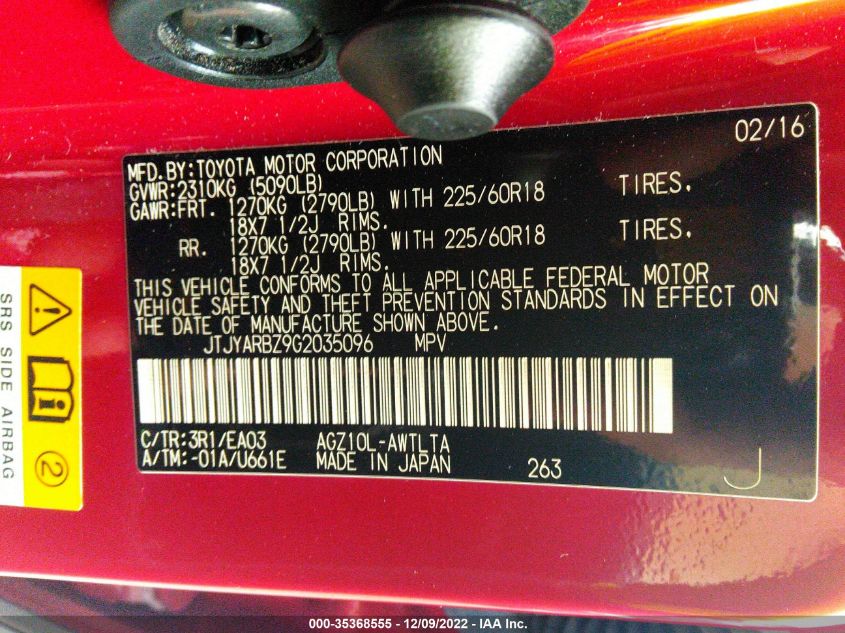 02/16
MFD.BY:TOYOTA MOTOR CORPORATION
GVWR:2310KG (5090LB)
GAWR:FRT. 1270KG (2790LB) WITH 225/60R18 TIRES,
18X7 1/2J RIMS.
RR. 1270KG (2790LB) WITH 225/60R18 TIRES,
18X7 1/2J RIMS.
THIS VEHICLE CONFORMS TO ALL APPLICABLE FEDERAL MOTOR
VEHICLE SAFETY AND THEFT PREVENTION STANDARDS IN EFFECT ON
THE DATE OF MANUFACTURE SHOWN ABOVE.
JTJYARBZ9G2035096 MPV
C/TR:3R1/EA03 AGZ10L-AWTLTA
A/TM:-01A/U661E MADE IN JAPAN 263 J
SRS SIDE AIRBAG
2
000-35368555 - 12/09/2022 - IAA Inc.